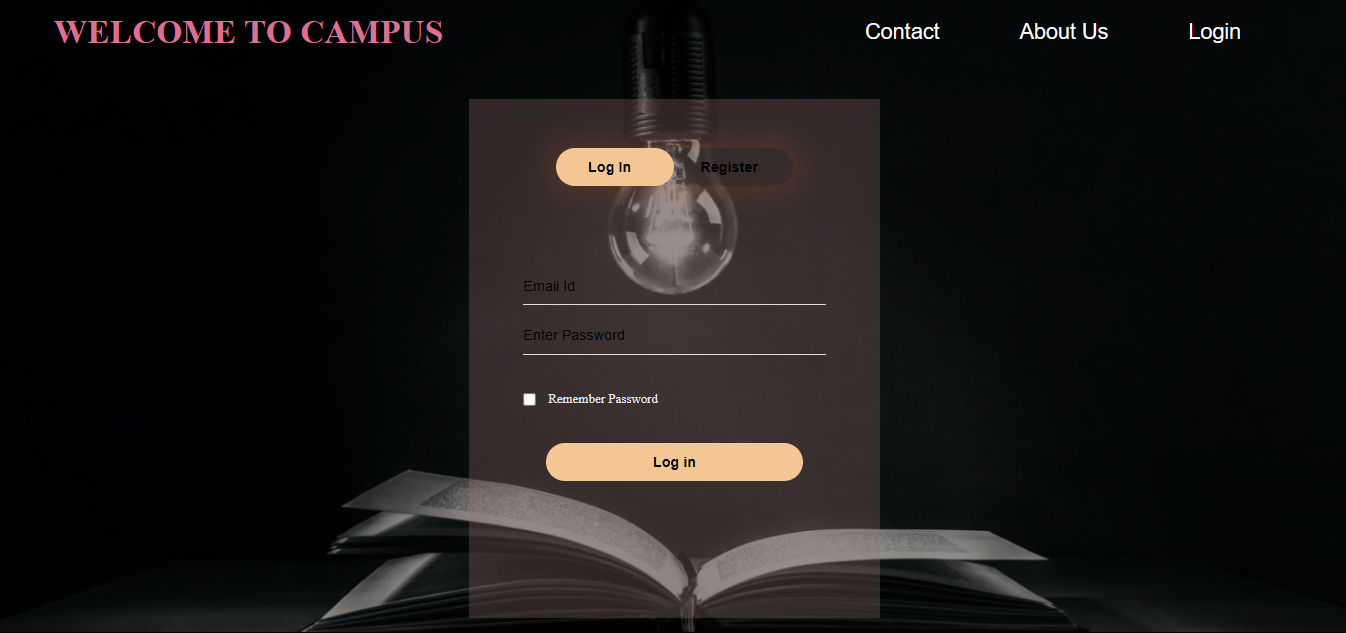 WELCOME TO CAMPUS
Contact About Us Login
Log In Register
Email Id
Enter Password
Remember Password
Log in